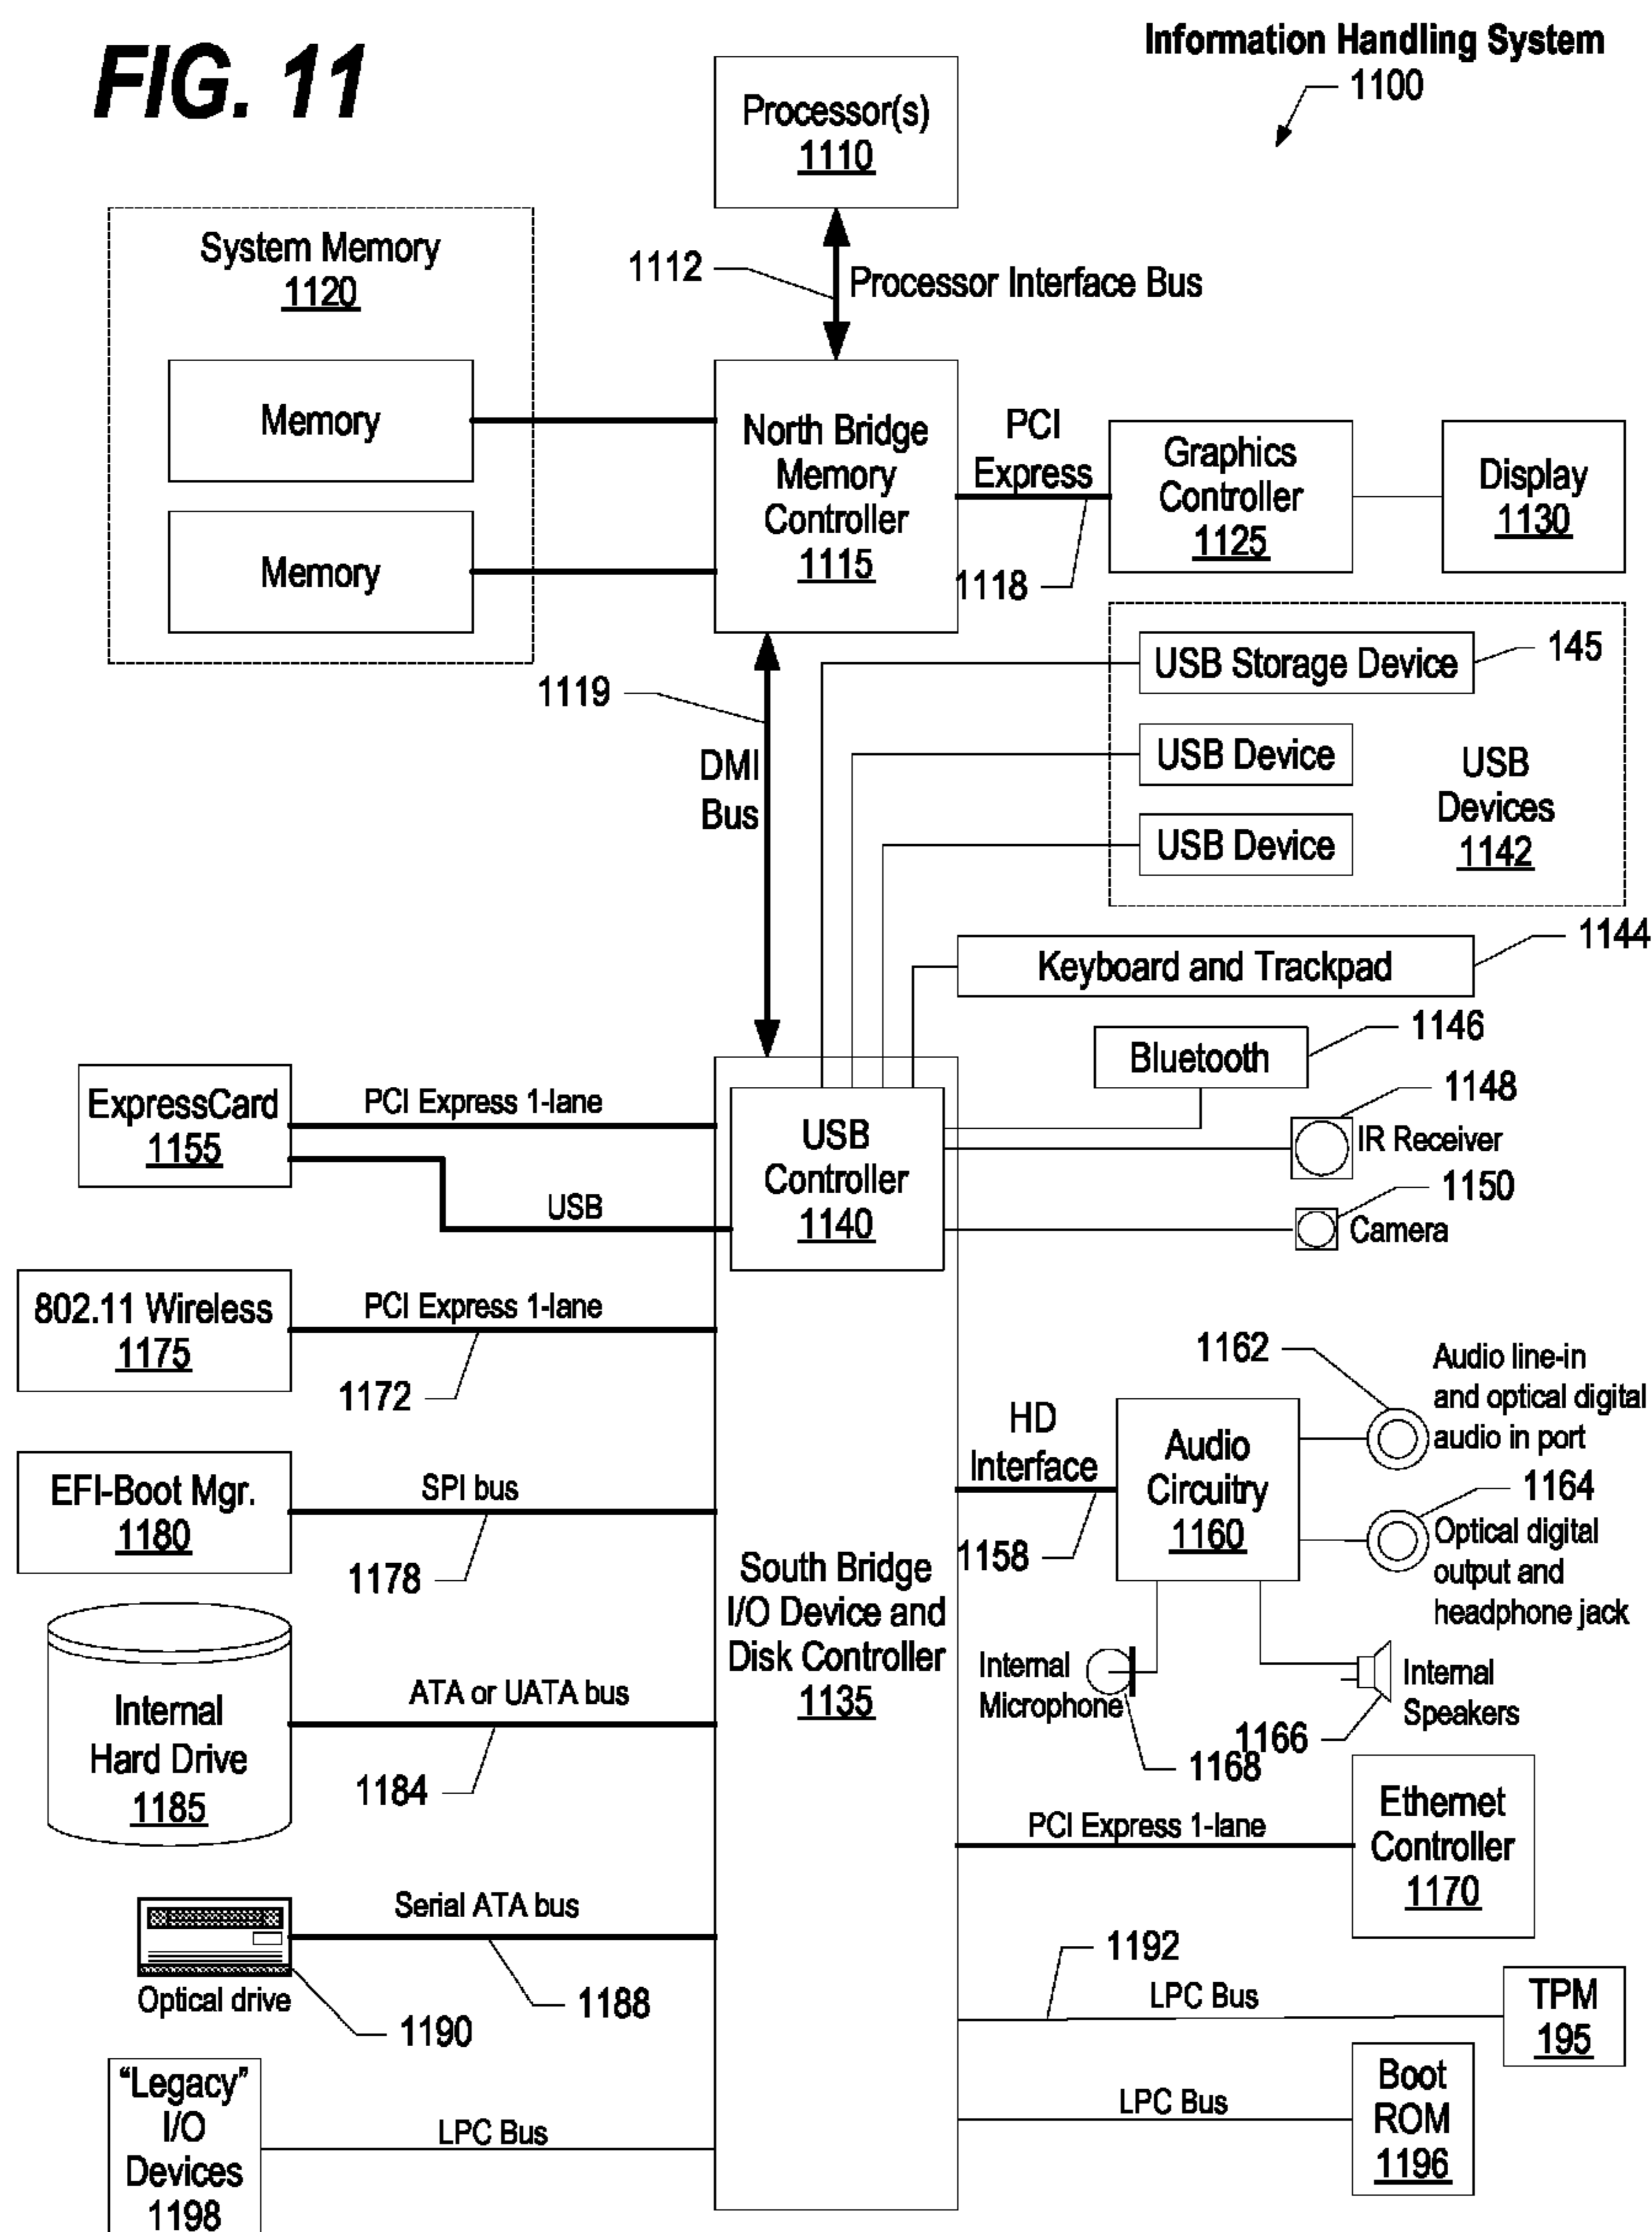 FIG. 11
Information Handling System
1100
Processor(s)
1110
System Memory
1120
1112
Processor Interface Bus
Memory
Memory
North Bridge
Memory
Controller
1115
PCI
Express
1118
Graphics
Controller
1125
Display
1130
1119
DMI
Bus
USB Storage Device
145
USB Device
USB Device
USB
Devices
1142
Keyboard and Trackpad
1144
Bluetooth
1146
1148
IR Receiver
1150
Camera
ExpressCard
1155
PCI Express 1-lane
USB
USB
Controller
1140
802.11 Wireless
1175
PCI Express 1-lane
1172
EFI-Boot Mgr.
1180
SPI bus
1178
Internal
Hard Drive
1185
ATA or UATA bus
1184
South Bridge
I/O Device and
Disk Controller
1135
HD
Interface
1158
Audio
Circuitry
1160
1162
Audio line-in
and optical digital
audio in port
1164
Optical digital
output and
headphone jack
Internal
Microphone
1168
1166
Internal
Speakers
PCI Express 1-lane
Ethernet
Controller
1170
Serial ATA bus
1188
Optical drive
1190
1192
LPC Bus
TPM
195
LPC Bus
Boot
ROM
1196
"Legacy"
I/O
Devices
1198
LPC Bus